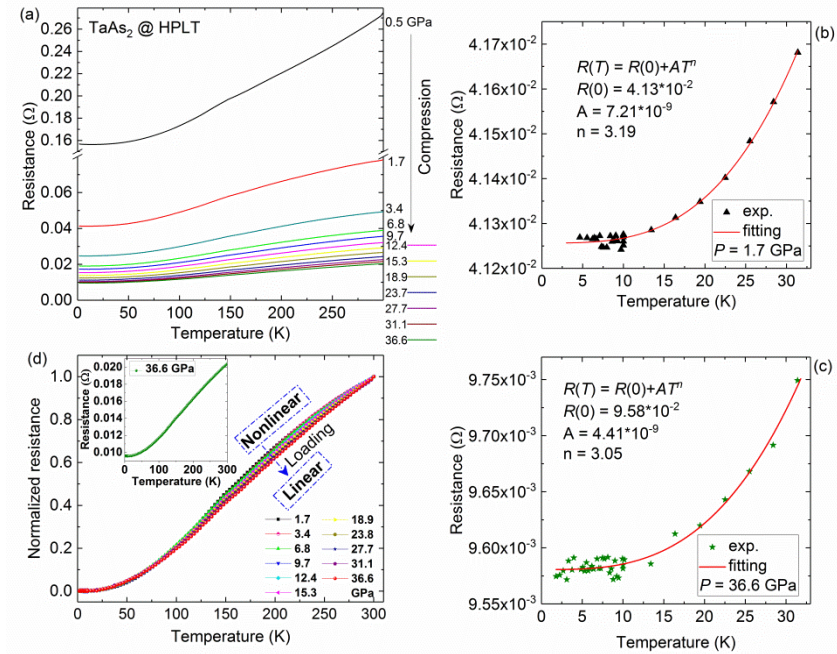 (a)
TaAs₂ @ HPLT
0.26
0.24
0.22
0.20
0.18
0.16
0.06
0.04
0.02
0.00
Resistance (Ω)
0
50
100
150
200
250
Temperature (K)
0.5 GPa
Compression
1.7
3.4
6.8
9.7
12.4
15.3
18.9
23.7
27.7
31.1
36.6
(b)
R(T) = R(0)+ATⁿ
R(0) = 4.13*10⁻²
A = 7.21*10⁻⁹
n = 3.19
4.17x10⁻²
4.16x10⁻²
4.15x10⁻²
4.14x10⁻²
4.13x10⁻²
4.12x10⁻²
Resistance (Ω)
exp.
fitting
P = 1.7 GPa
0
5
10
15
20
25
30
Temperature (K)
(d)
36.6 GPa
0.020
0.018
0.016
0.014
0.012
0.010
Resistance (Ω)
0
50
100
150
200
250
300
Temperature (K)
1.0
0.8
0.6
0.4
0.2
0.0
Normalized resistance
Nonlinear
Loading
Linear
1.7
3.4
6.8
9.7
12.4
15.3
18.9
23.8
27.7
31.1
36.6
GPa
0
50
100
150
200
250
300
Temperature (K)
(c)
R(T) = R(0)+ATⁿ
R(0) = 9.58*10⁻²
A = 4.41*10⁻⁹
n = 3.05
9.75x10⁻³
9.70x10⁻³
9.65x10⁻³
9.60x10⁻³
9.55x10⁻³
Resistance (Ω)
exp.
fitting
P = 36.6 GPa
0
5
10
15
20
25
30
Temperature (K)